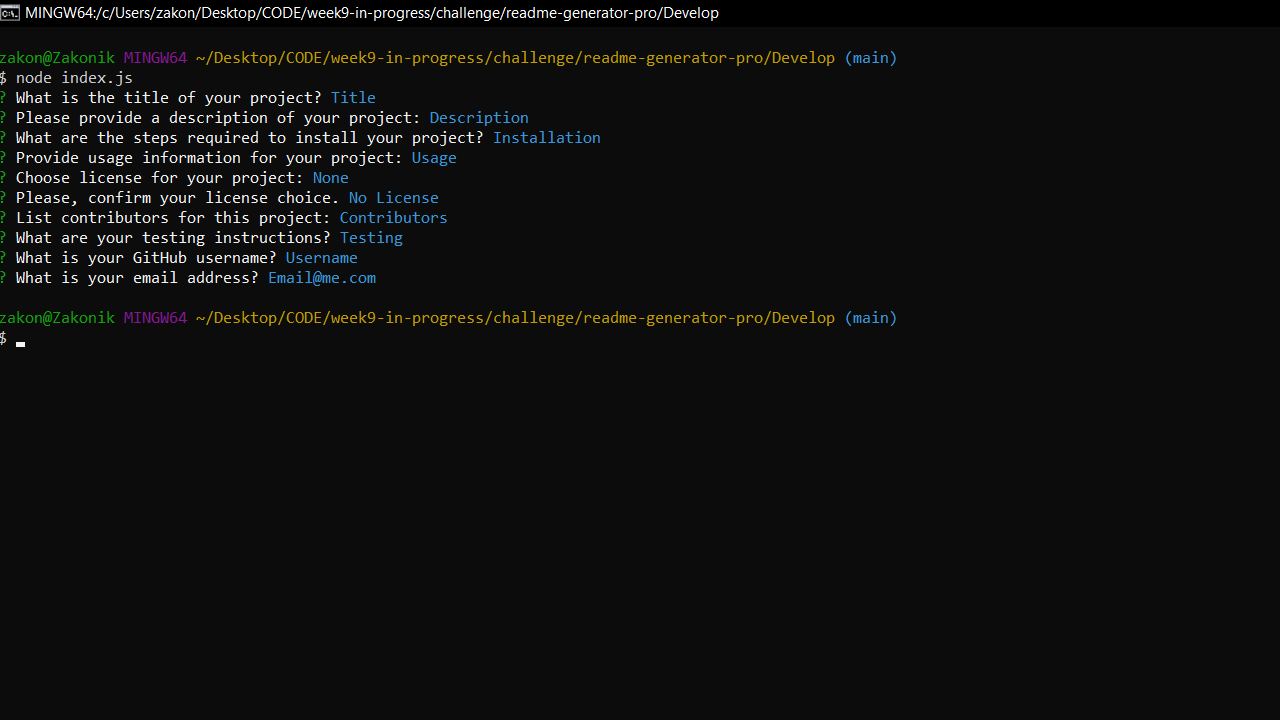 MINGW64:/c/Users/zakon/Desktop/CODE/week9-in-progress/challenge/readme-generator-pro/Develop
zakon@Zakonik MINGW64 ~/Desktop/CODE/week9-in-progress/challenge/readme-generator-pro/Develop (main)
$ node index.js
? What is the title of your project? Title
? Please provide a description of your project: Description
? What are the steps required to install your project? Installation
? Provide usage information for your project: Usage
? Choose license for your project: None
? Please, confirm your license choice. No License
? List contributors for this project: Contributors
? What are your testing instructions? Testing
? What is your GitHub username? Username
? What is your email address? Email@me.com
zakon@Zakonik MINGW64 ~/Desktop/CODE/week9-in-progress/challenge/readme-generator-pro/Develop (main)
$